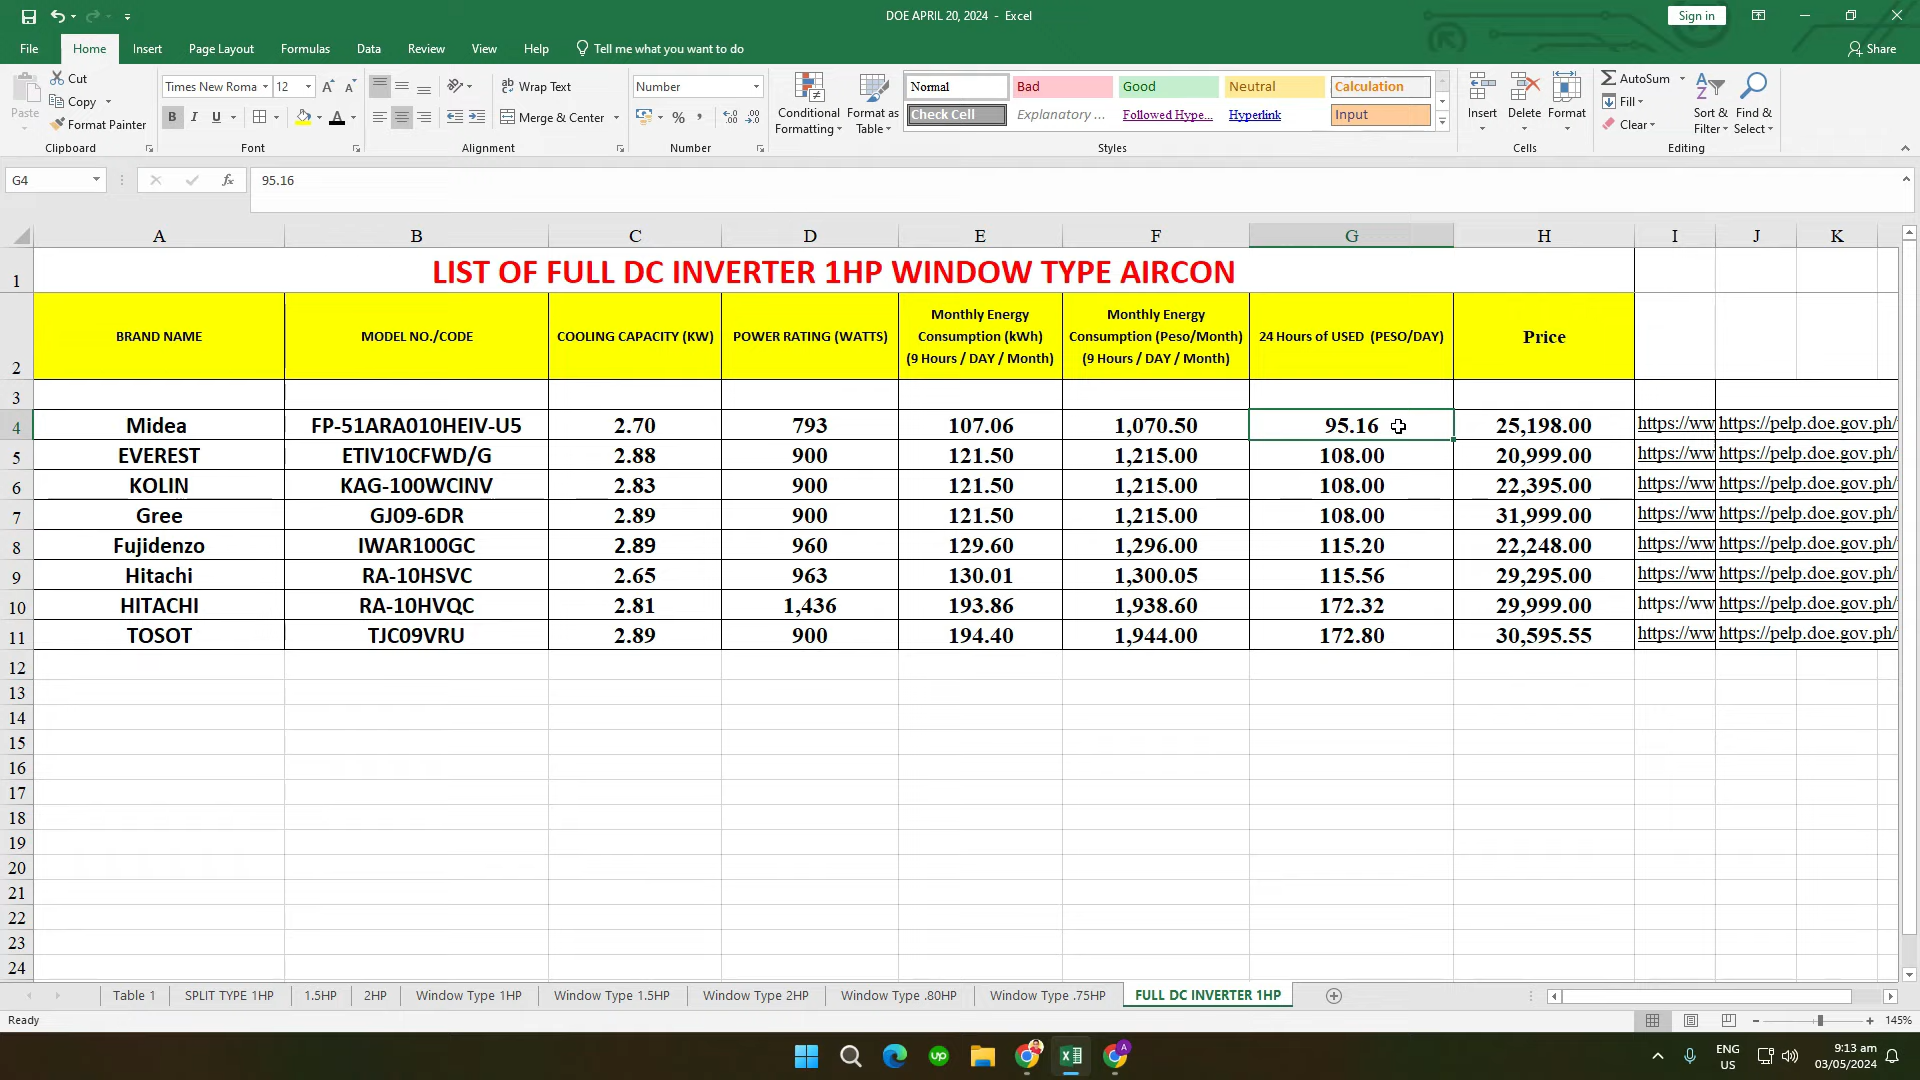 DOE APRIL 20, 2024 - Excel
Sign in
File Home Insert Page Layout Formulas Data Review View Help Tell me what you want to do
Share
Cut
Copy
Format Painter
Paste
Clipboard
Times New Roma 12
B I U
Font
Wrap Text
Merge & Center
Alignment
Number
%
Number
Conditional Formatting
Format as Table
Normal Bad Good Neutral Calculation
Check Cell Explanatory ... Followed Hype... Hyperlink Input
Styles
Insert Delete Format
Cells
AutoSum
Fill
Clear
Sort & Filter
Find & Select
Editing
G4 fx 95.16
A B C D E F G H I J K
1 LIST OF FULL DC INVERTER 1HP WINDOW TYPE AIRCON
2 BRAND NAME MODEL NO./CODE COOLING CAPACITY (KW) POWER RATING (WATTS) Monthly Energy Consumption (kWh) (9 Hours / DAY / Month) Monthly Energy Consumption (Peso/Month) (9 Hours / DAY / Month) 24 Hours of USED (PESO/DAY) Price
3
4 Midea FP-51ARA010HEIV-U5 2.70 793 107.06 1,070.50 95.16 25,198.00 https://ww https://pelp.doe.gov.ph/
5 EVEREST ETIV10CFWD/G 2.88 900 121.50 1,215.00 108.00 20,999.00 https://ww https://pelp.doe.gov.ph/
6 KOLIN KAG-100WCINV 2.83 900 121.50 1,215.00 108.00 22,395.00 https://ww https://pelp.doe.gov.ph/
7 Gree GJ09-6DR 2.89 900 121.50 1,215.00 108.00 31,999.00 https://ww https://pelp.doe.gov.ph/
8 Fujidenzo IWAR100GC 2.89 960 129.60 1,296.00 115.20 22,248.00 https://ww https://pelp.doe.gov.ph/
9 Hitachi RA-10HSVC 2.65 963 130.01 1,300.05 115.56 29,295.00 https://ww https://pelp.doe.gov.ph/
10 HITACHI RA-10HVQC 2.81 1,436 193.86 1,938.60 172.32 29,999.00 https://ww https://pelp.doe.gov.ph/
11 TOSOT TJC09VRU 2.89 900 194.40 1,944.00 172.80 30,595.55 https://ww https://pelp.doe.gov.ph/
12
13
14
15
16
17
18
19
20
21
22
23
24
Table 1 SPLIT TYPE 1HP 1.5HP 2HP Window Type 1HP Window Type 1.5HP Window Type 2HP Window Type .80HP Window Type .75HP FULL DC INVERTER 1HP
Ready
145%
up
A
ENG US
9:13 am
03/05/2024